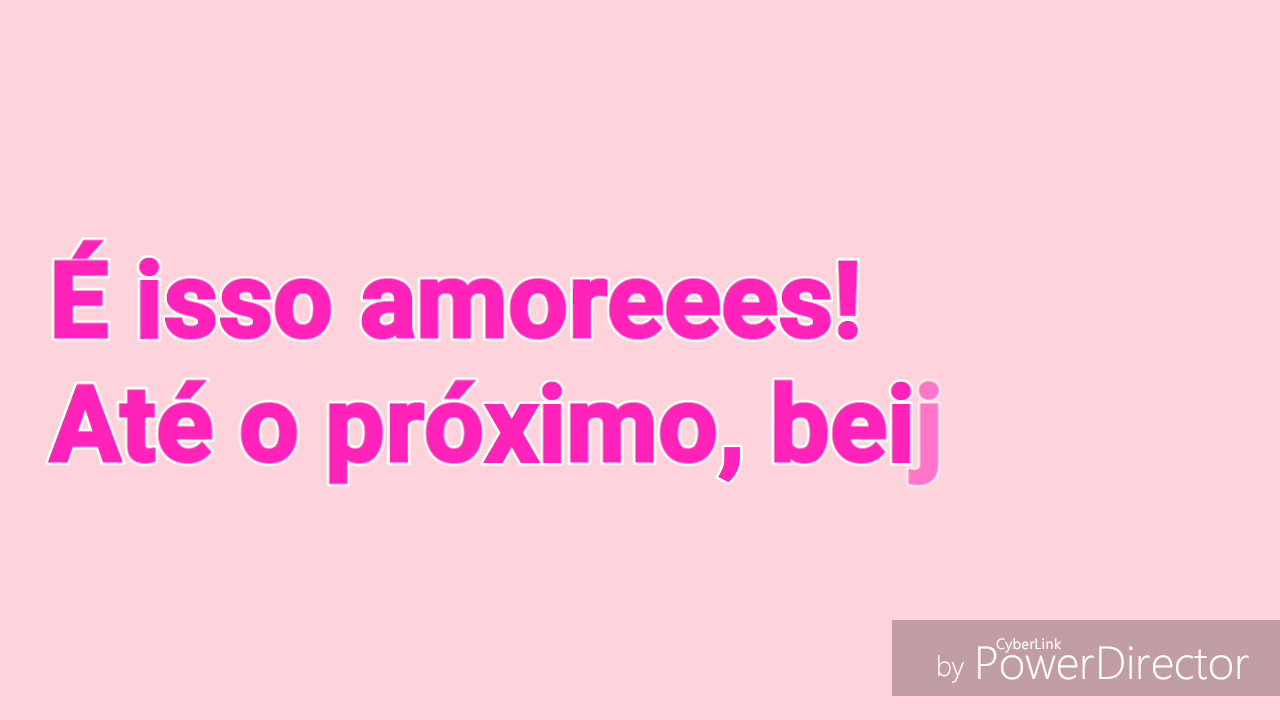 É isso amoreees!
Até o próximo, beij
CyberLink
by PowerDirector